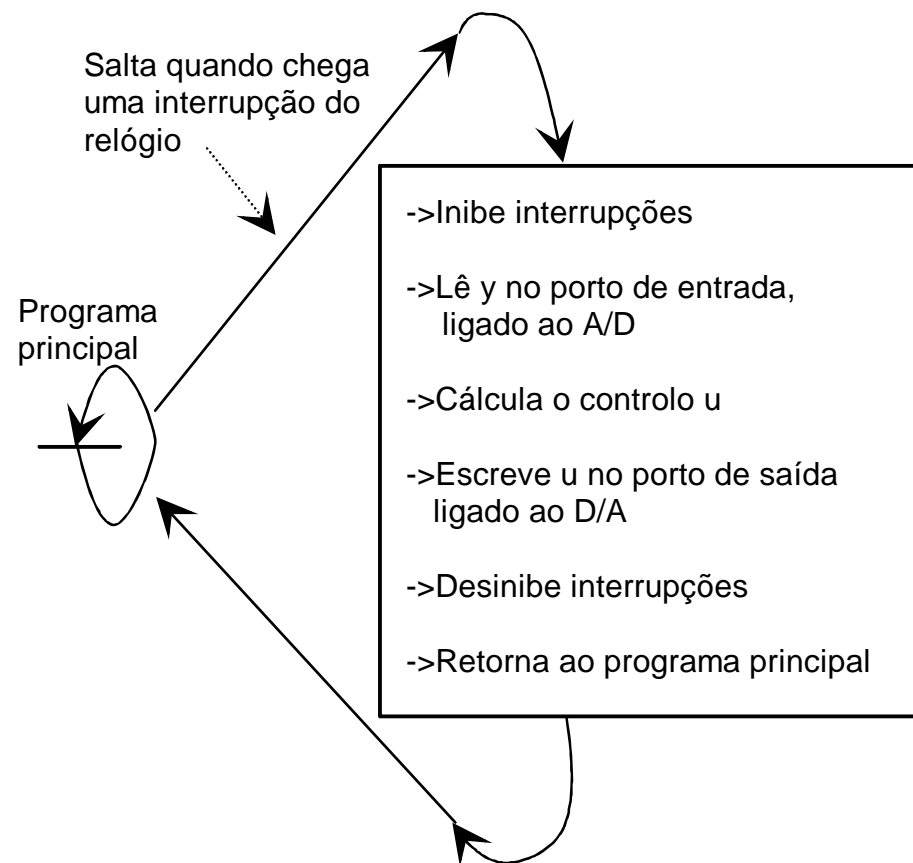 Salta quando chega
uma interrupção do
relógio
Programa
principal
->Inibe interrupções
->Lê y no porto de entrada,
ligado ao A/D
->Cálcula o controlo u
->Escreve u no porto de saída
ligado ao D/A
->Desinibe interrupções
->Retorna ao programa principal